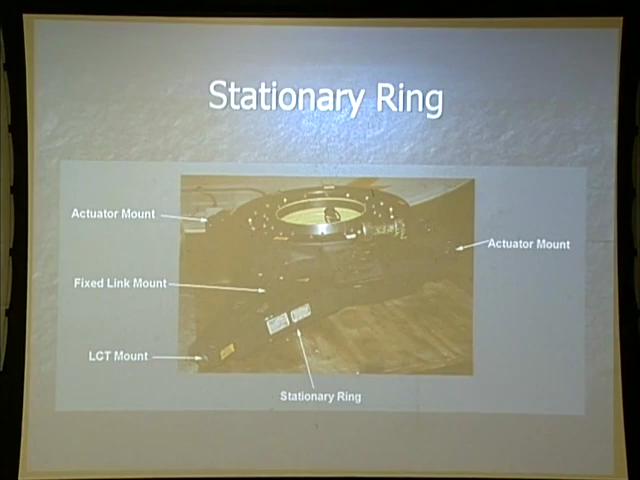 Stationary Ring
Actuator Mount
Actuator Mount
Fixed Link Mount
LCT Mount
Stationary Ring